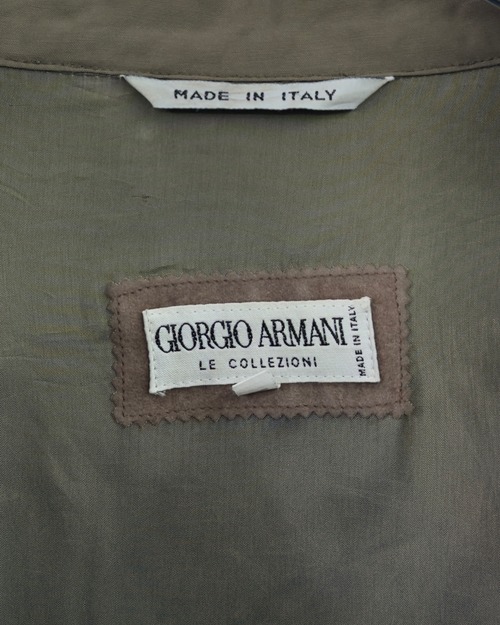 MADE IN ITALY
GIORGIO ARMANI
LE COLLEZIONI
MADE IN ITALY